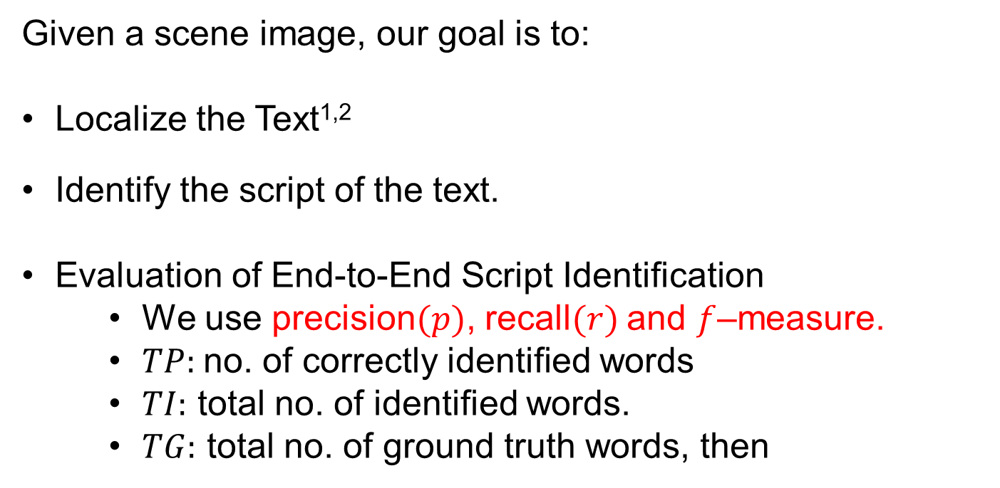 Given a scene image, our goal is to:
• Localize the Text¹,²
• Identify the script of the text.
• Evaluation of End-to-End Script Identification
• We use precision(p), recall(r) and f–measure.
• TP: no. of correctly identified words
• TI: total no. of identified words.
• TG: total no. of ground truth words, then